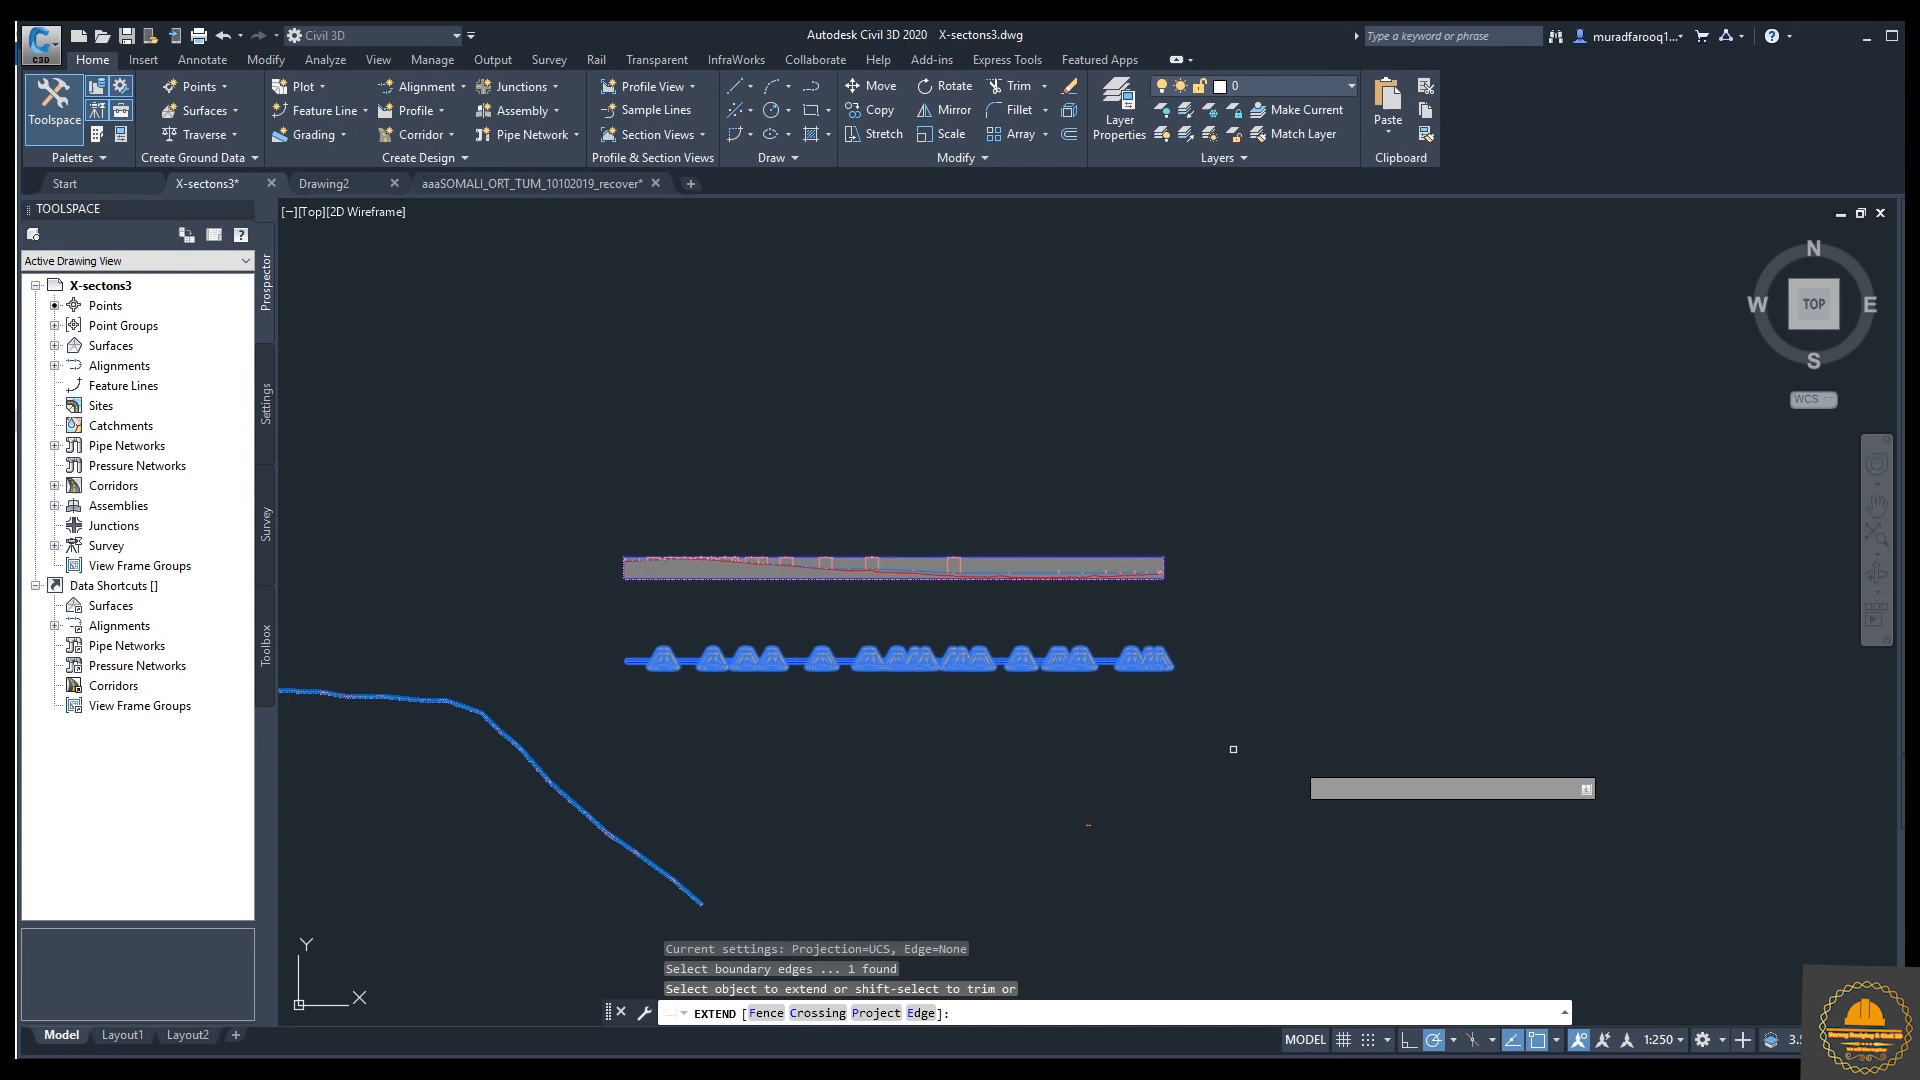 C3D
Civil 3D
Autodesk Civil 3D 2020 X-sectons3.dwg
Type a keyword or phrase
muradfarooq1...
Home Insert Annotate Modify Analyze View Manage Output Survey Rail Transparent InfraWorks Collaborate Help Add-ins Express Tools Featured Apps
Toolspace
Palettes
Points
Surfaces
Traverse
Create Ground Data
Plot
Feature Line
Grading
Alignment
Profile
Corridor
Junctions
Assembly
Pipe Network
Create Design
Profile View
Sample Lines
Section Views
Profile & Section Views
Draw
Move
Copy
Stretch
Rotate
Mirror
Scale
Trim
Fillet
Array
Modify
Layer
Properties
0
Make Current
Match Layer
Layers
Paste
Clipboard
Start X-sectons3* Drawing2 aaaSOMALI_ORT_TUM_10102019_recover*
TOOLSPACE
Active Drawing View
X-sectons3
Points
Point Groups
Surfaces
Alignments
Feature Lines
Sites
Catchments
Pipe Networks
Pressure Networks
Corridors
Assemblies
Junctions
Survey
View Frame Groups
Data Shortcuts []
Surfaces
Alignments
Pipe Networks
Pressure Networks
Corridors
View Frame Groups
Prospector
Settings
Survey
Toolbox
[−][Top][2D Wireframe]
N
W TOP E
S
WCS
Y
X
Current settings: Projection=UCS, Edge=None
Select boundary edges ... 1 found
Select object to extend or shift-select to trim or
EXTEND [Fence Crossing Project Edge]:
Model Layout1 Layout2
MODEL 1:250 3.5